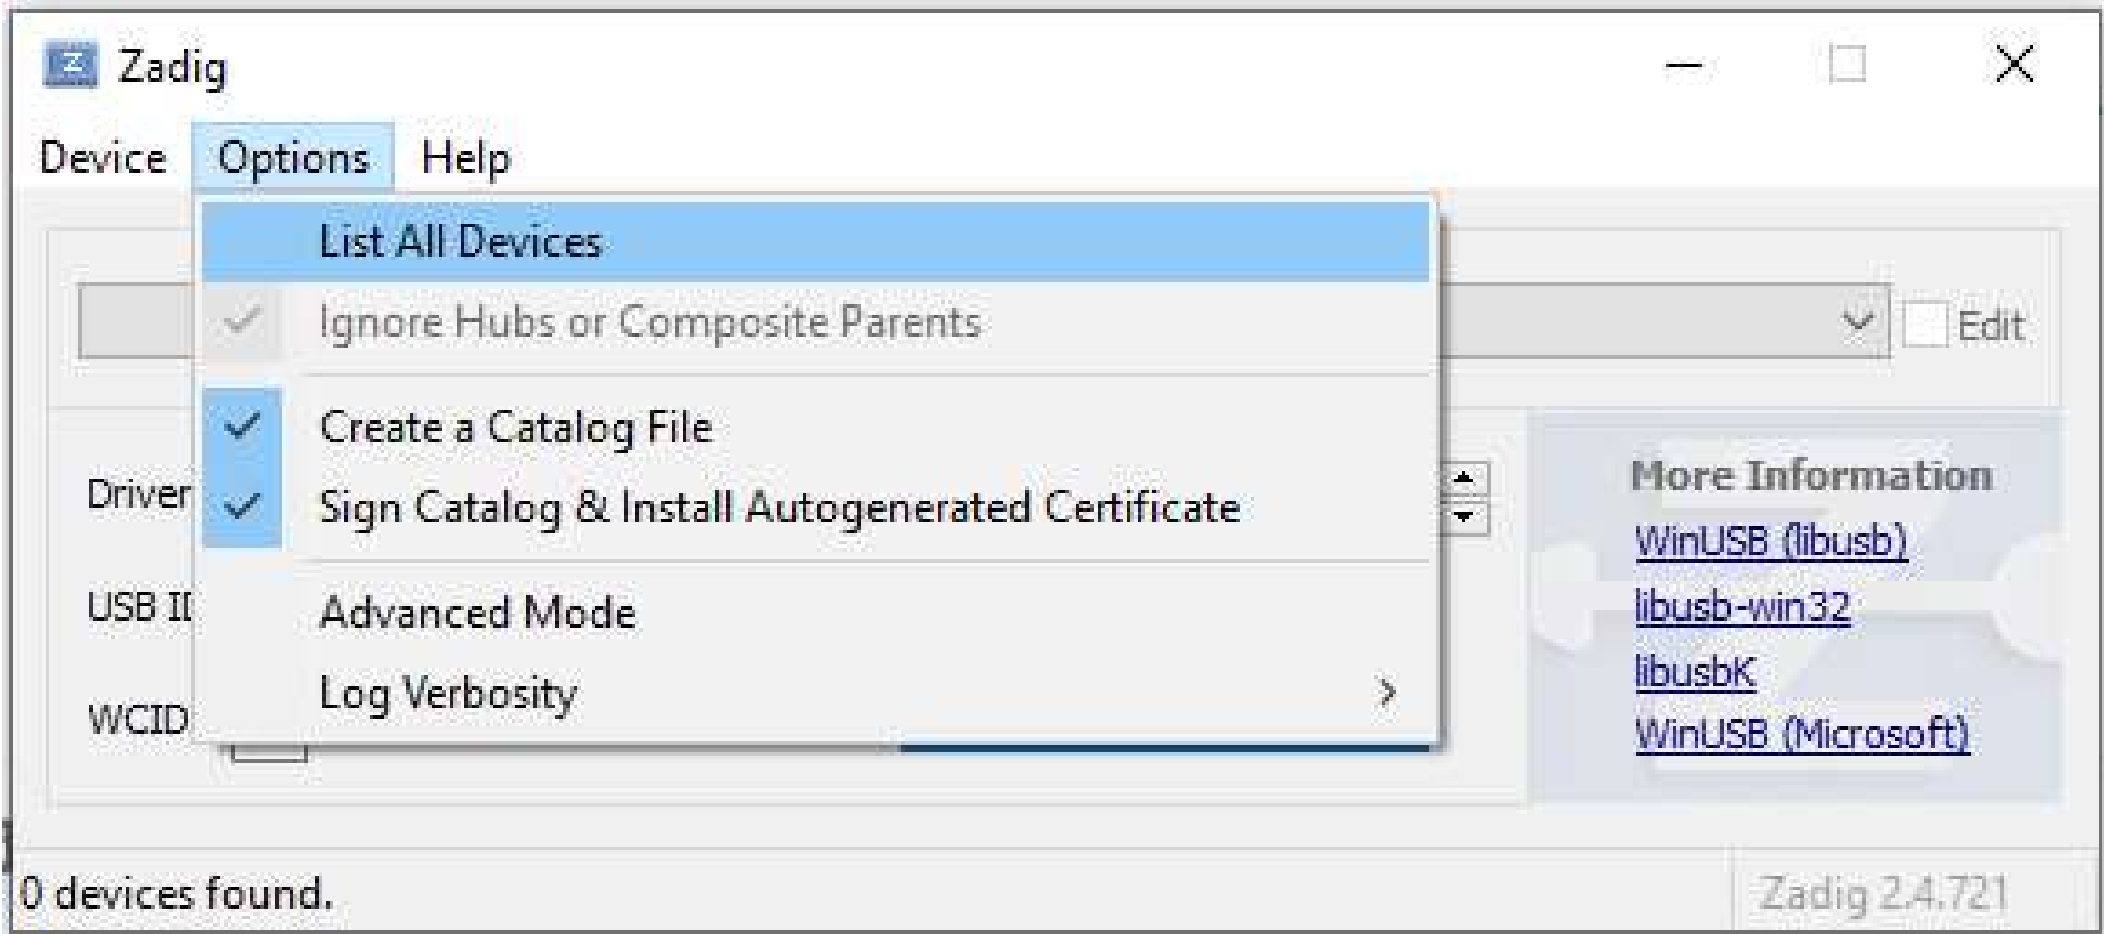 Zadig
Device Options Help
List All Devices
Ignore Hubs or Composite Parents
Edit
Create a Catalog File
Driver
Sign Catalog & Install Autogenerated Certificate
More Information
WinUSB (libusb)
USB ID
Advanced Mode
libusb-win32
libusbK
Log Verbosity
WCID
WinUSB (Microsoft)
0 devices found.
Zadig 2.4.721